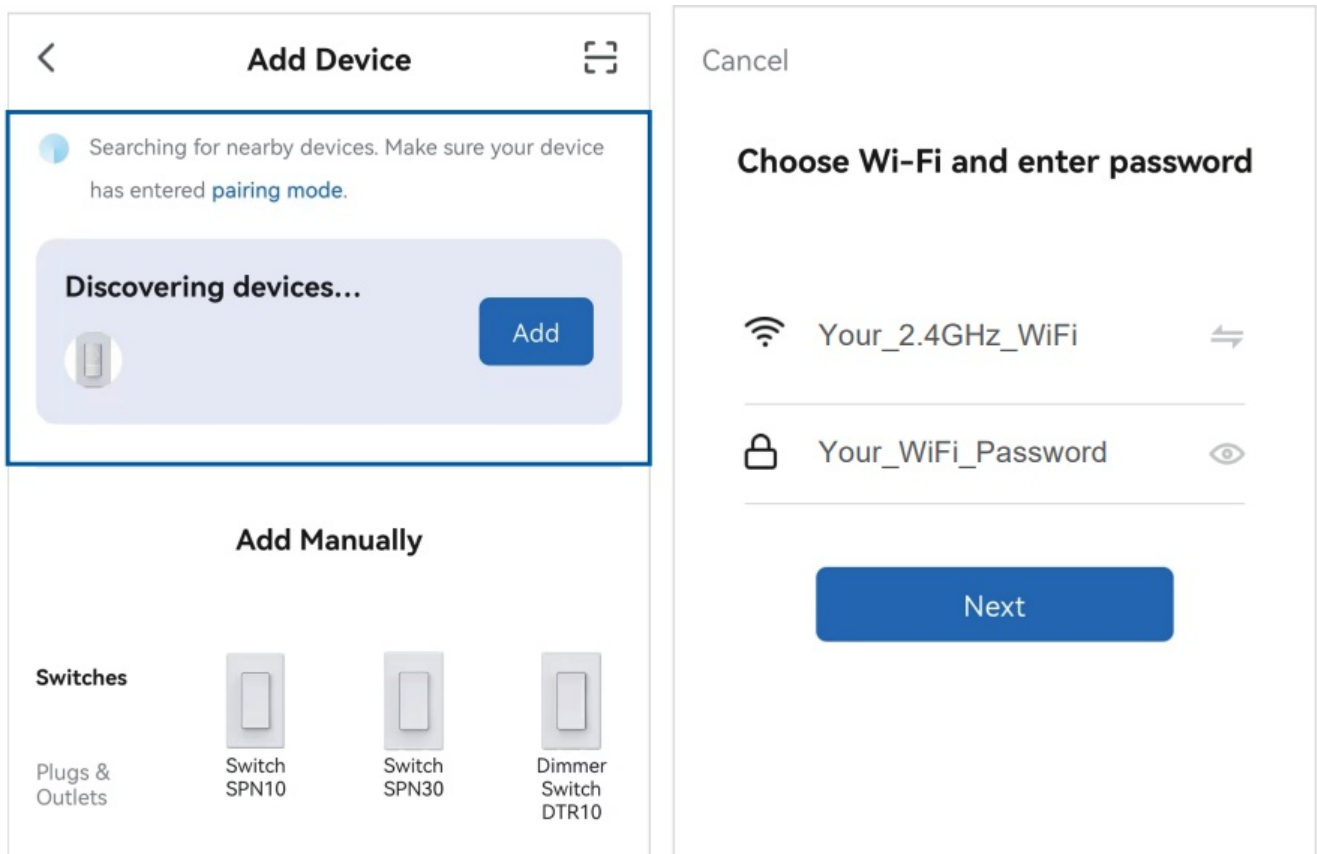 Add Device
Searching for nearby devices. Make sure your device
has entered pairing mode.
Discovering devices...
Add
Add Manually
Switches
Plugs &
Outlets
Switch
SPN10
Switch
SPN30
Dimmer
Switch
DTR10
Cancel
Choose Wi-Fi and enter password
Your_2.4GHz_WiFi
Your_WiFi_Password
Next